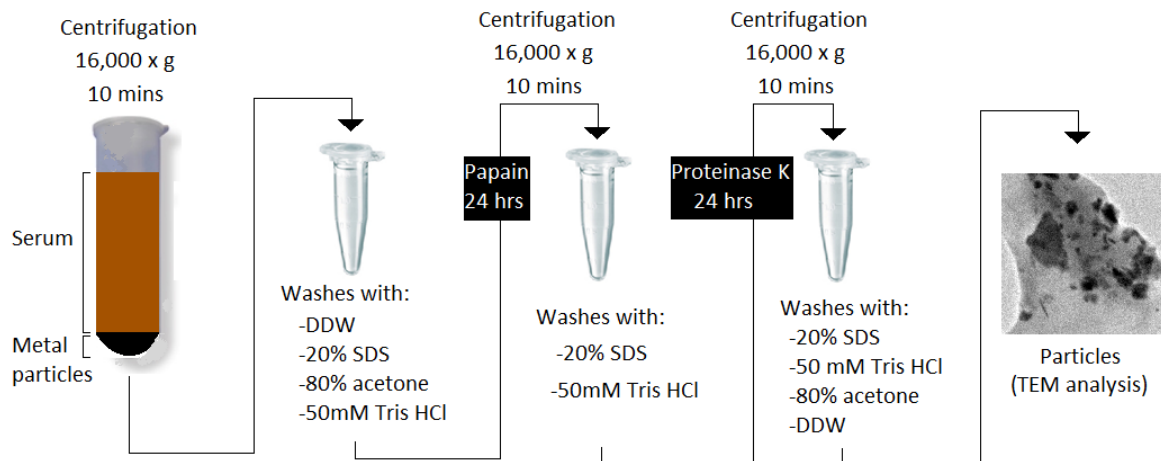 Centrifugation
16,000 x g
10 mins
Serum
Metal
particles
Washes with:
-DDW
-20% SDS
-80% acetone
-50mM Tris HCl
Papain
24 hrs
Centrifugation
16,000 x g
10 mins
Washes with:
-20% SDS
-50mM Tris HCl
Proteinase K
24 hrs
Centrifugation
16,000 x g
10 mins
Washes with:
-20% SDS
-50 mM Tris HCl
-80% acetone
-DDW
Particles
(TEM analysis)